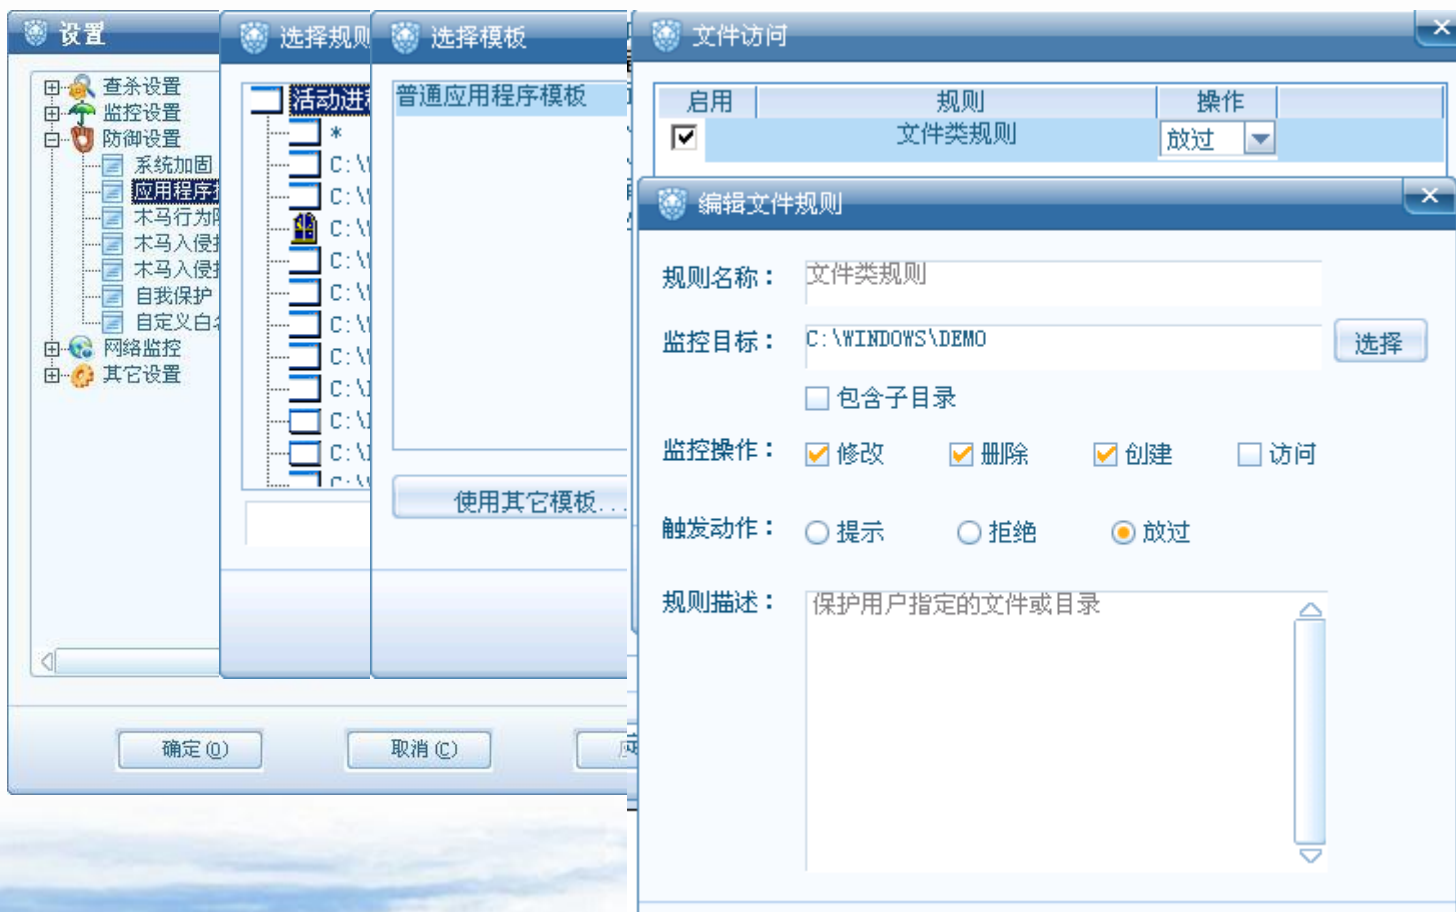 设置
查杀设置
监控设置
防御设置
系统加固
应用程序
木马行为
木马入侵
木马入侵
自我保护
自定义白
网络监控
其它设置
确定(O)
取消(C)
选择规则
活动进
*
C:\
C:\
C:\
C:\
C:\
C:\
C:\
C:\
C:\
C:\
选择模板
普通应用程序模板
使用其它模板...
文件访问
启用 规则 操作
文件类规则 放过
编辑文件规则
规则名称： 文件类规则
监控目标： C:\WINDOWS\DEMO 选择
包含子目录
监控操作： 修改 删除 创建 访问
触发动作： 提示 拒绝 放过
规则描述： 保护用户指定的文件或目录